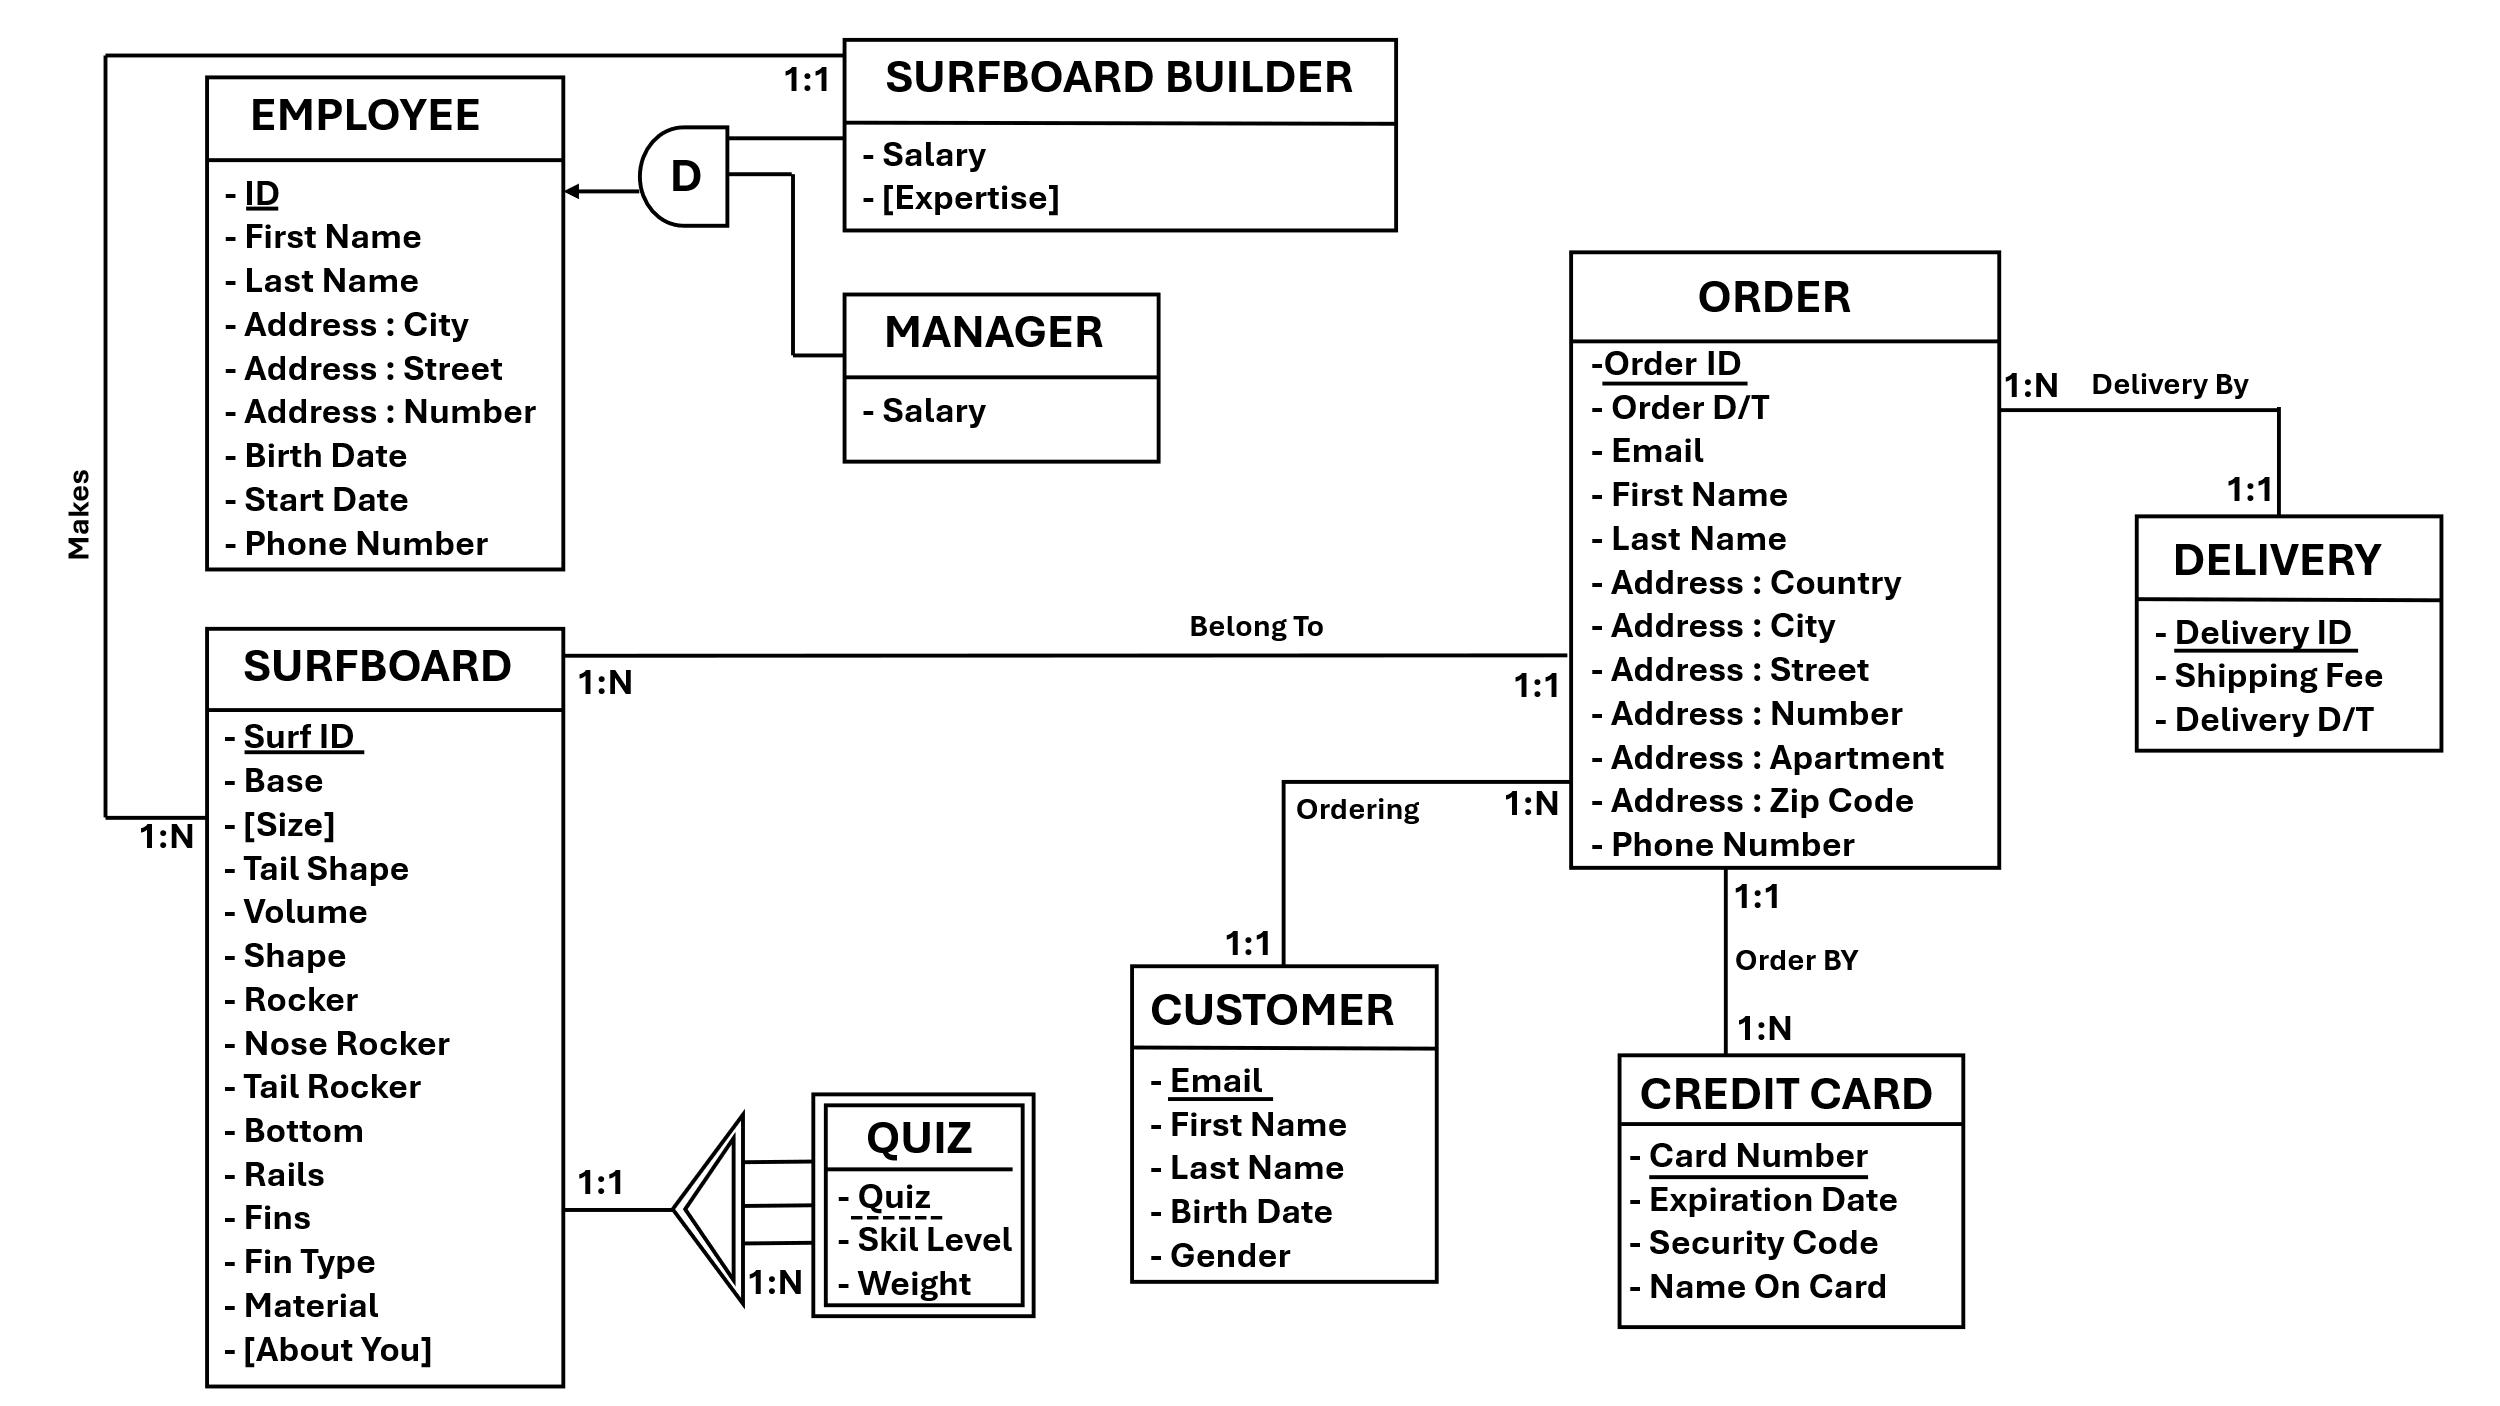 SURFBOARD BUILDER
1:1
- Salary
- [Expertise]
EMPLOYEE
- ID
- First Name
- Last Name
- Address : City
- Address : Street
- Address : Number
- Birth Date
- Start Date
- Phone Number
D
MANAGER
- Salary
Makes
ORDER
-Order ID
- Order D/T
- Email
- First Name
- Last Name
- Address : Country
- Address : City
- Address : Street
- Address : Number
- Address : Apartment
- Address : Zip Code
- Phone Number
1:N
Delivery By
1:1
DELIVERY
- Delivery ID
- Shipping Fee
- Delivery D/T
Belong To
1:N
1:1
SURFBOARD
- Surf ID
- Base
- [Size]
- Tail Shape
- Volume
- Shape
- Rocker
- Nose Rocker
- Tail Rocker
- Bottom
- Rails
- Fins
- Fin Type
- Material
- [About You]
1:N
Ordering
1:N
1:1
CUSTOMER
- Email
- First Name
- Last Name
- Birth Date
- Gender
1:1
Order BY
1:N
CREDIT CARD
- Card Number
- Expiration Date
- Security Code
- Name On Card
1:1
1:N
QUIZ
- Quiz
- Skil Level
- Weight